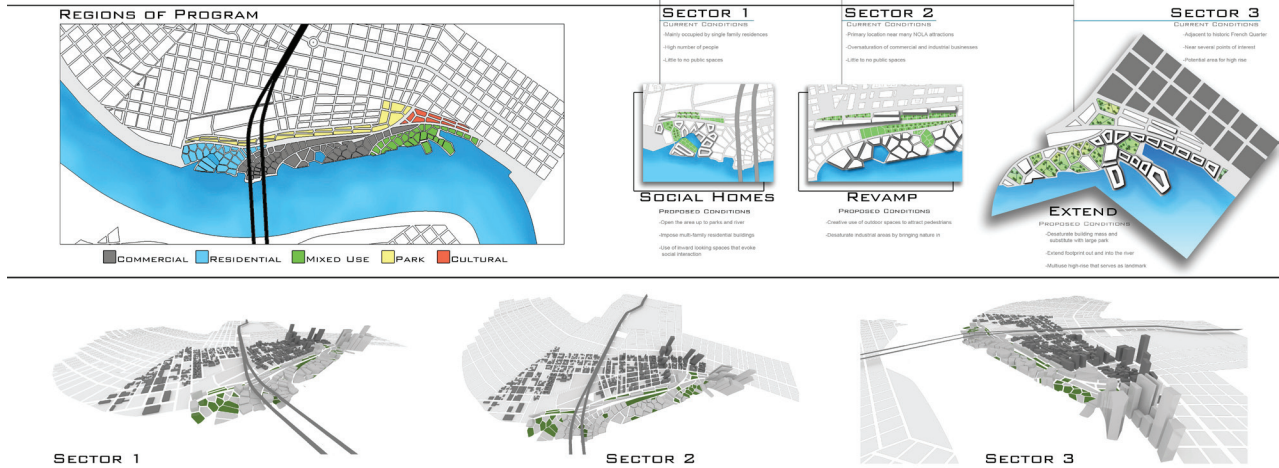 Regions of Program
Commercial
Residential
Mixed Use
Park
Cultural
Sector 1
Current Conditions
-Mainly occupied by single family residences
-High number of people
-Little to no public spaces
Social Homes
Proposed Conditions
-Open the area up to parks and river
-Impose multi-family residential buildings
-Use of inward looking spaces that evoke
social interaction
Sector 2
Current Conditions
-Primary location near many NOLA attractions
-Oversaturation of commercial and industrial businesses
-Little to no public spaces
Revamp
Proposed Conditions
-Creative use of outdoor spaces to attract pedestrians
-Desaturate industrial areas by bringing nature in
Sector 3
Current Conditions
-Adjacent to historic French Quarter
-Near several points of interest
-Potential area for high rise
Extend
Proposed Conditions
-Desaturate building mass and
substitute with large park
-Extend footprint out and into the river
-Multiuse high-rise that serves as landmark
Sector 1
Sector 2
Sector 3